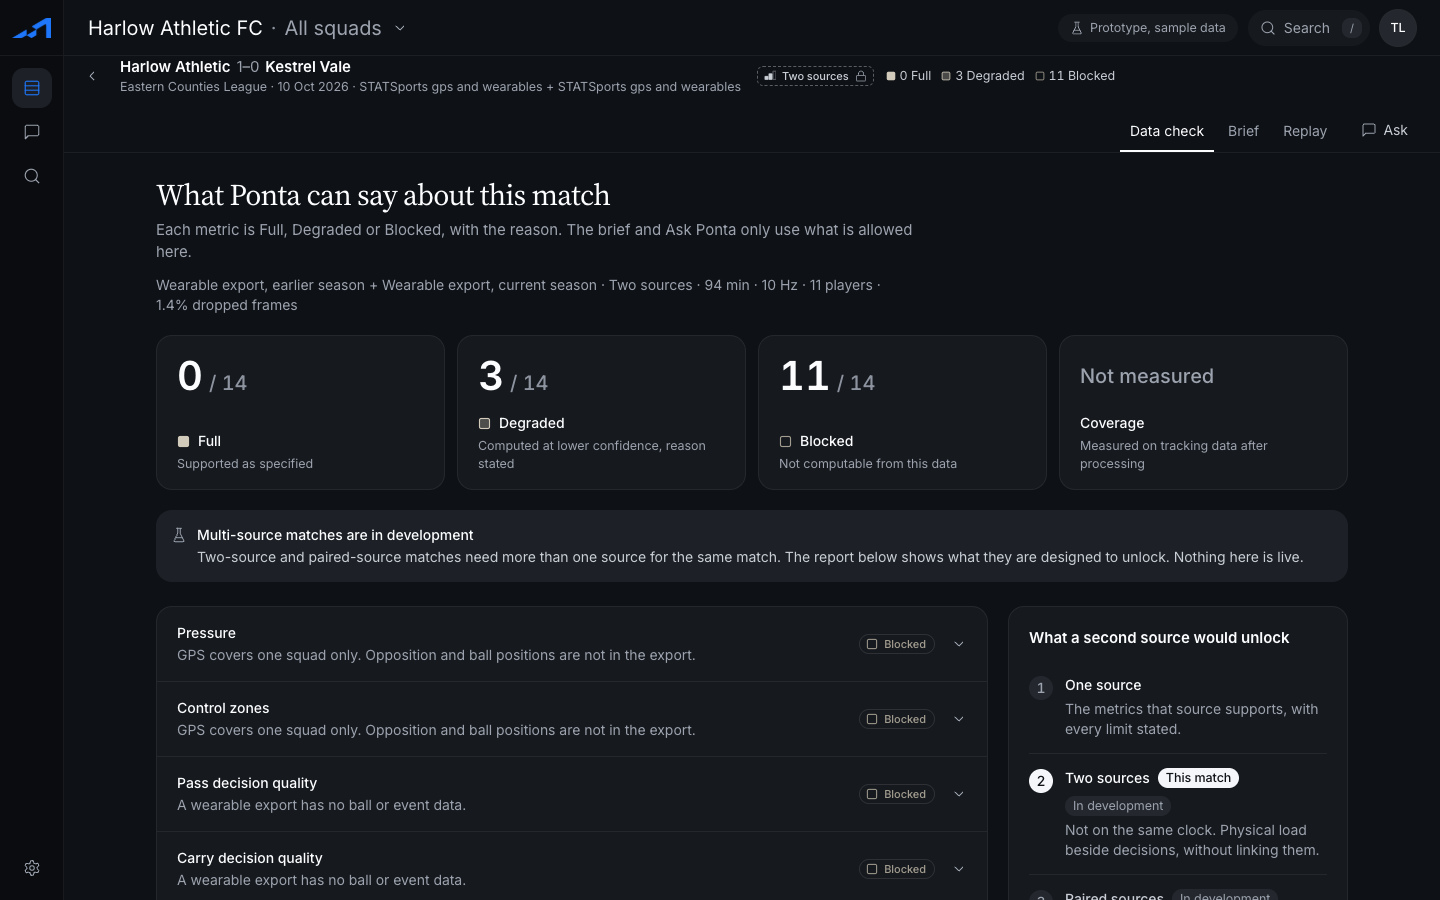 Harlow Athletic FC · All squads
Prototype, sample data
Search /
TL
Harlow Athletic 1–0 Kestrel Vale
Eastern Counties League · 10 Oct 2026 · STATSports gps and wearables + STATSports gps and wearables
Two sources
0 Full
3 Degraded
11 Blocked
Data check
Brief
Replay
Ask
What Ponta can say about this match
Each metric is Full, Degraded or Blocked, with the reason. The brief and Ask Ponta only use what is allowed
here.
Wearable export, earlier season + Wearable export, current season · Two sources · 94 min · 10 Hz · 11 players ·
1.4% dropped frames
0 / 14
Full
Supported as specified
3 / 14
Degraded
Computed at lower confidence, reason
stated
11 / 14
Blocked
Not computable from this data
Not measured
Coverage
Measured on tracking data after
processing
Multi-source matches are in development
Two-source and paired-source matches need more than one source for the same match. The report below shows what they are designed to unlock. Nothing here is live.
Pressure
GPS covers one squad only. Opposition and ball positions are not in the export.
Blocked
Control zones
GPS covers one squad only. Opposition and ball positions are not in the export.
Blocked
Pass decision quality
A wearable export has no ball or event data.
Blocked
Carry decision quality
A wearable export has no ball or event data.
Blocked
What a second source would unlock
1 One source
The metrics that source supports, with
every limit stated.
2 Two sources This match
In development
Not on the same clock. Physical load
beside decisions, without linking them.
3 Paired sources In development